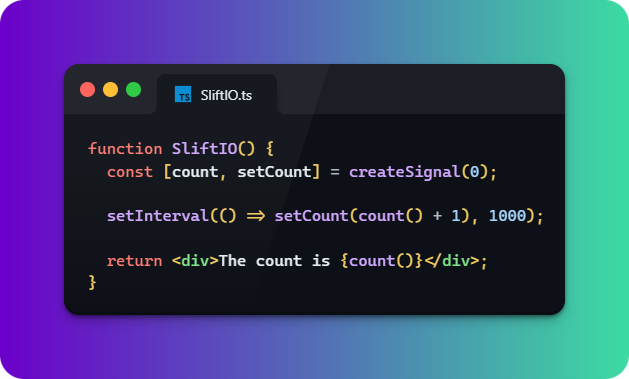 TS SliftIO.ts
function SliftIO() {
const [count, setCount] = createSignal(0);
setInterval(() => setCount(count() + 1), 1000);
return <div>The count is {count()}</div>;
}